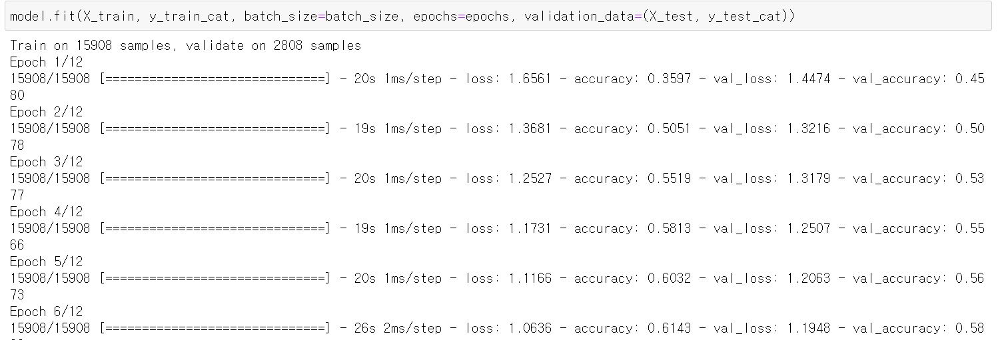 model.fit(X_train, y_train_cat, batch_size=batch_size, epochs=epochs, validation_data=(X_test, y_test_cat))
Train on 15908 samples, validate on 2808 samples
Epoch 1/12
15908/15908 [==============================] - 20s 1ms/step - loss: 1.6561 - accuracy: 0.3597 - val_loss: 1.4474 - val_accuracy: 0.45
80
Epoch 2/12
15908/15908 [==============================] - 19s 1ms/step - loss: 1.3681 - accuracy: 0.5051 - val_loss: 1.3216 - val_accuracy: 0.50
78
Epoch 3/12
15908/15908 [==============================] - 20s 1ms/step - loss: 1.2527 - accuracy: 0.5519 - val_loss: 1.3179 - val_accuracy: 0.53
77
Epoch 4/12
15908/15908 [==============================] - 19s 1ms/step - loss: 1.1731 - accuracy: 0.5813 - val_loss: 1.2507 - val_accuracy: 0.55
66
Epoch 5/12
15908/15908 [==============================] - 20s 1ms/step - loss: 1.1166 - accuracy: 0.6032 - val_loss: 1.2063 - val_accuracy: 0.56
73
Epoch 6/12
15908/15908 [==============================] - 26s 2ms/step - loss: 1.0636 - accuracy: 0.6143 - val_loss: 1.1948 - val_accuracy: 0.58